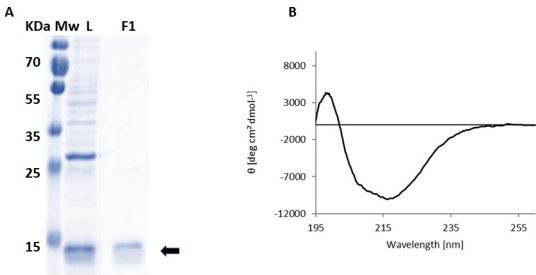 A
KDa Mw L F1
70
55
35
25
15
B
θ [deg cm² dmol⁻¹]
8000
3000
-2000
-7000
-12000
195 215 235 255
Wavelength [nm]